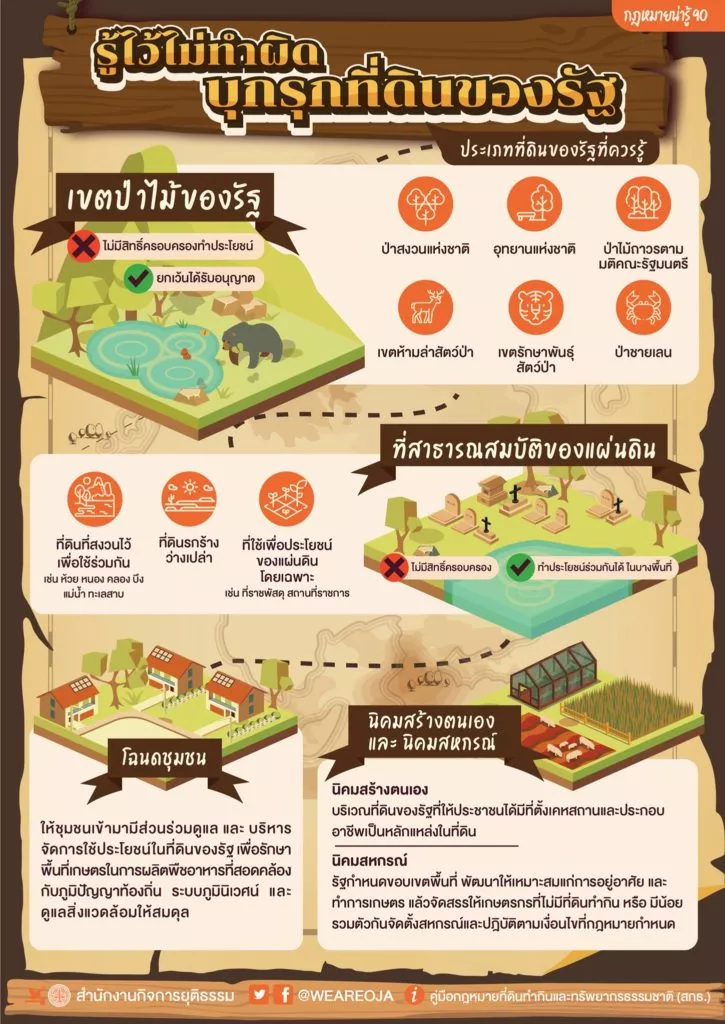 กฎหมายน่ารู้ 90
รู้ไว้ไม่ทำผิด
บุกรุกที่ดินของรัฐ
ประเภทที่ดินของรัฐที่ควรรู้
เขตป่าไม้ของรัฐ
ไม่มีสิทธิ์ครอบครองทำประโยชน์
ยกเว้นได้รับอนุญาต
ป่าสงวนแห่งชาติ
อุทยานแห่งชาติ
ป่าไม้ถาวรตาม
มติคณะรัฐมนตรี
เขตห้ามล่าสัตว์ป่า
เขตรักษาพันธุ์
สัตว์ป่า
ป่าชายเลน
ที่สาธารณสมบัติของแผ่นดิน
ไม่มีสิทธิ์ครอบครอง
ทำประโยชน์ร่วมกันได้ ในบางพื้นที่
ที่ดินที่สงวนไว้
เพื่อใช้ร่วมกัน
เช่น ห้วย หนอง คลอง บึง
แม่น้ำ ทะเลสาบ
ที่ดินรกร้าง
ว่างเปล่า
ที่ใช้เพื่อประโยชน์
ของแผ่นดิน
โดยเฉพาะ
เช่น ที่ราชพัสดุ สถานที่ราชการ
โฉนดชุมชน
ให้ชุมชนเข้ามามีส่วนร่วมดูแล และ บริหาร
จัดการใช้ประโยชน์ในที่ดินของรัฐ เพื่อรักษา
พื้นที่เกษตรในการผลิตพืชอาหารที่สอดคล้อง
กับภูมิปัญญาท้องถิ่น ระบบภูมินิเวศน์ และ
ดูแลสิ่งแวดล้อมให้สมดุล
นิคมสร้างตนเอง
และ นิคมสหกรณ์
นิคมสร้างตนเอง
บริเวณที่ดินของรัฐที่ให้ประชาชนได้มีที่ตั้งเคหสถานและประกอบ
อาชีพเป็นหลักแหล่งในที่ดิน
นิคมสหกรณ์
รัฐกำหนดขอบเขตพื้นที่ พัฒนาให้เหมาะสมแก่การอยู่อาศัย และ
ทำการเกษตร แล้วจัดสรรให้เกษตรกรที่ไม่มีที่ดินทำกิน หรือ มีน้อย
รวมตัวกันจัดตั้งสหกรณ์และปฎิบัติตามเงื่อนไขที่กฎหมายกำหนด
สำนักงานกิจการยุติธรรม
@WEAREOJA
คู่มือกฎหมายที่ดินทำกินและทรัพยากรธรรมชาติ (สกธ.)